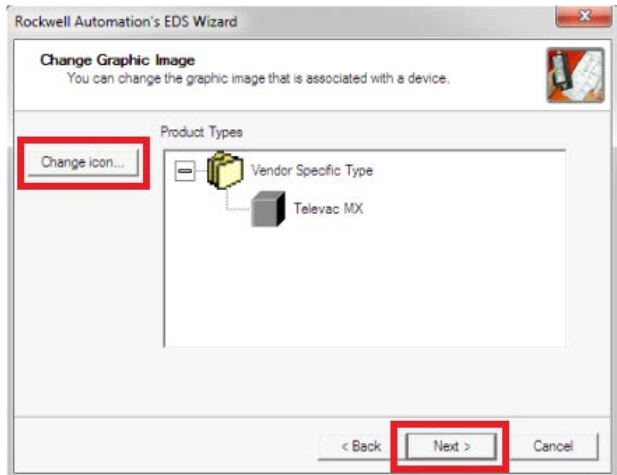 Rockwell Automation's EDS Wizard
Change Graphic Image
You can change the graphic image that is associated with a device.
Product Types
Change icon...
Vendor Specific Type
Televac MX
< Back
Next >
Cancel